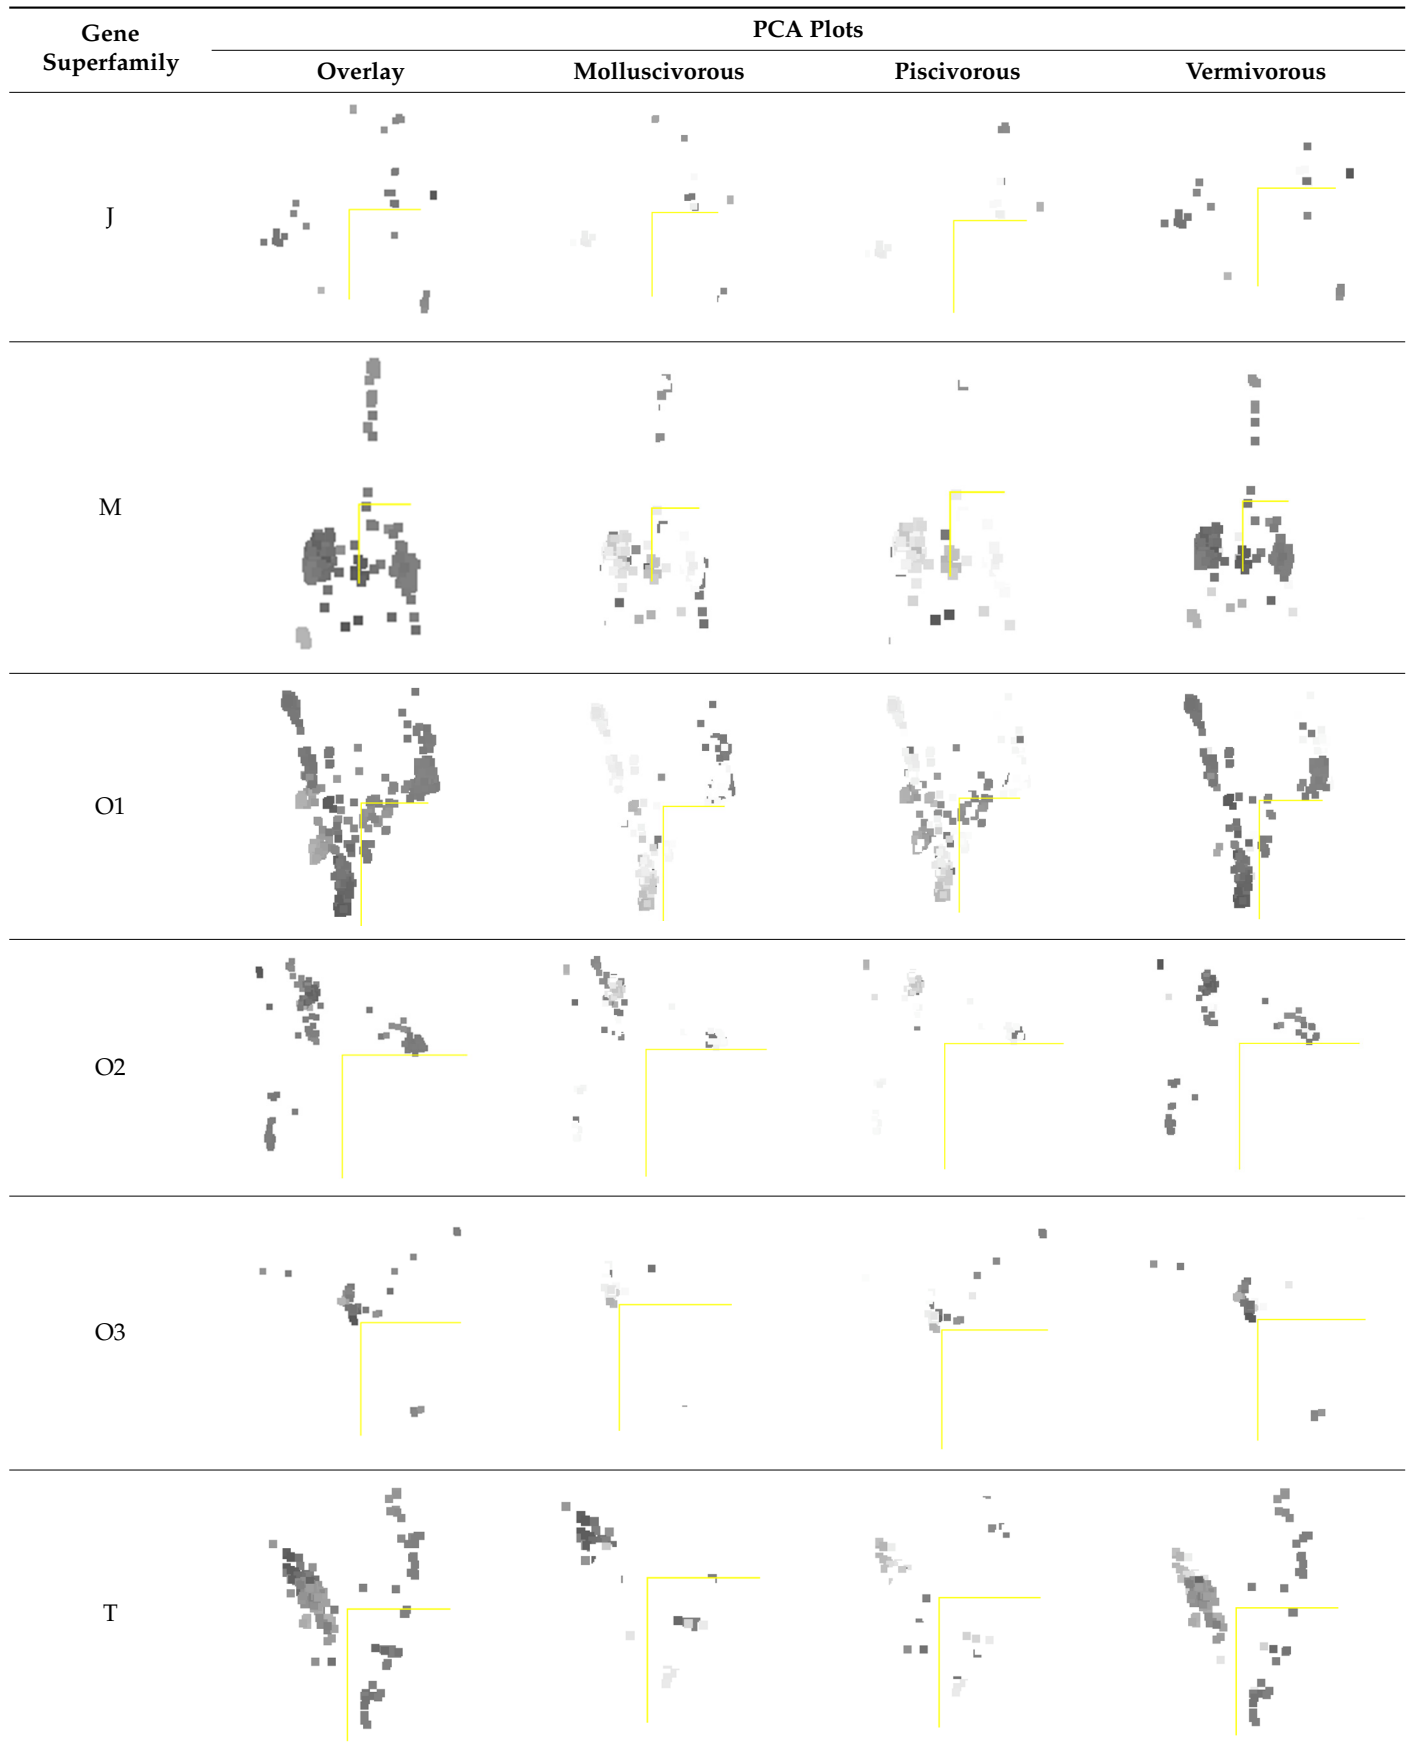 Gene
Superfamily
PCA Plots
Overlay
Molluscivorous
Piscivorous
Vermivorous
J
M
O1
O2
O3
T